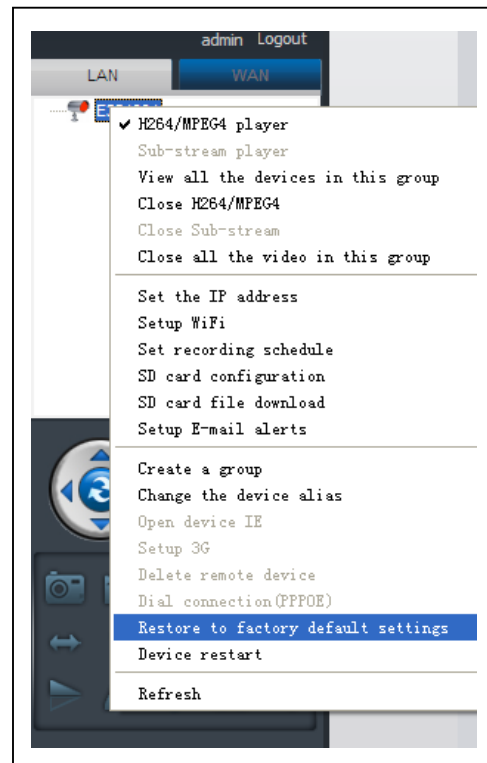 admin Logout
LAN WAN
H264/MPEG4 player
Sub-stream player
View all the devices in this group
Close H264/MPEG4
Close Sub-stream
Close all the video in this group
Set the IP address
Setup WiFi
Set recording schedule
SD card configuration
SD card file download
Setup E-mail alerts
Create a group
Change the device alias
Open device IE
Setup 3G
Delete remote device
Dial connection(PPPOE)
Restore to factory default settings
Device restart
Refresh